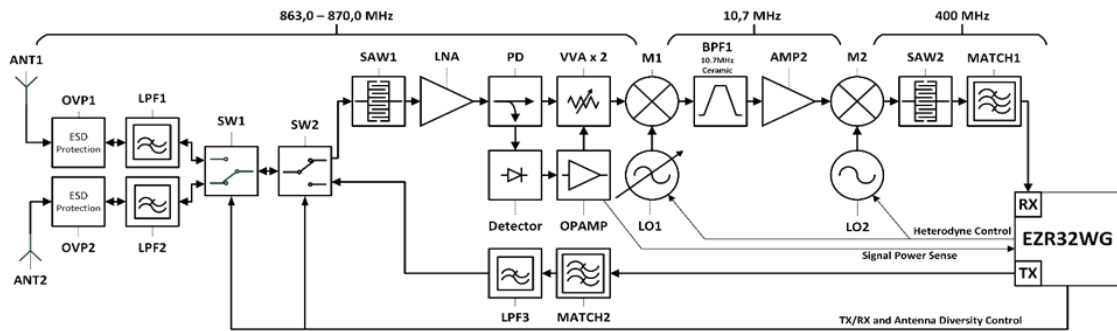 863,0 – 870,0 MHz
10,7 MHz
400 MHz
ANT1
SAW1
LNA
PD
VVA x 2
M1
BPF1
10.7MHz
Ceramic
AMP2
M2
SAW2
MATCH1
OVP1
LPF1
SW1
SW2
ESD
Protection
ESD
Protection
OVP2
LPF2
ANT2
Detector
OPAMP
LO1
LO2
RX
Heterodyne Control
EZR32WG
Signal Power Sense
TX
LPF3
MATCH2
TX/RX and Antenna Diversity Control